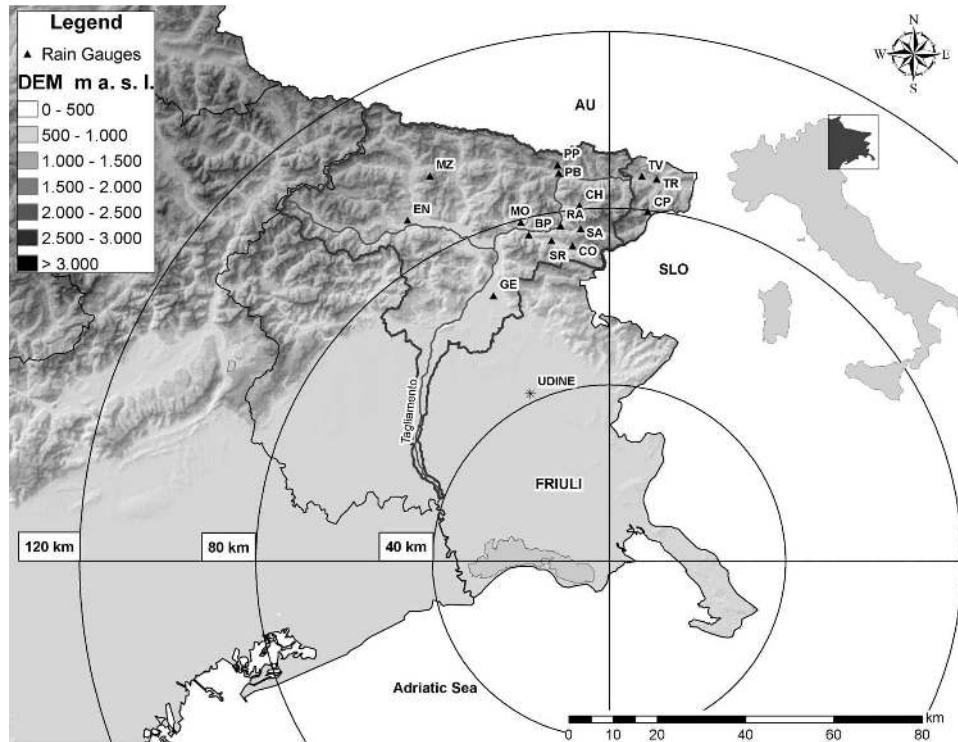 Legend
Rain Gauges
DEM m a. s. l.
0 - 500
500 - 1.000
1.000 - 1.500
1.500 - 2.000
2.000 - 2.500
2.500 - 3.000
> 3.000
N
W E
S
AU
PP
PB
MZ
TV
TR
CH
CP
EN
MO
BP
RA
SA
SR
CO
SLO
GE
UDINE
Tagliamento
FRIULI
120 km
80 km
40 km
Adriatic Sea
km
0 10 20 40 60 80